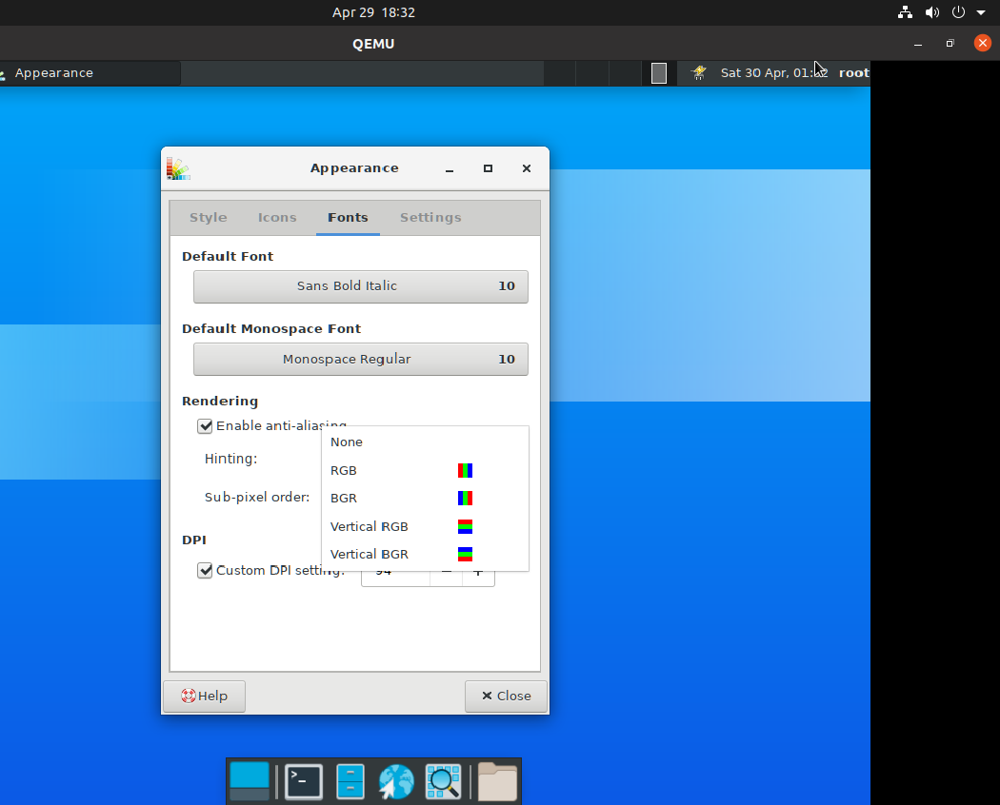 Apr 29 18:32
QEMU
Appearance
Sat 30 Apr, 01: 2 root
Appearance
Style Icons Fonts Settings
Default Font
Sans Bold Italic 10
Default Monospace Font
Monospace Regular 10
Rendering
Enable anti-aliasing
None
Hinting:
RGB
Sub-pixel order:
BGR
Vertical RGB
DPI
Vertical BGR
Custom DPI setting: 94 − +
Help
Close